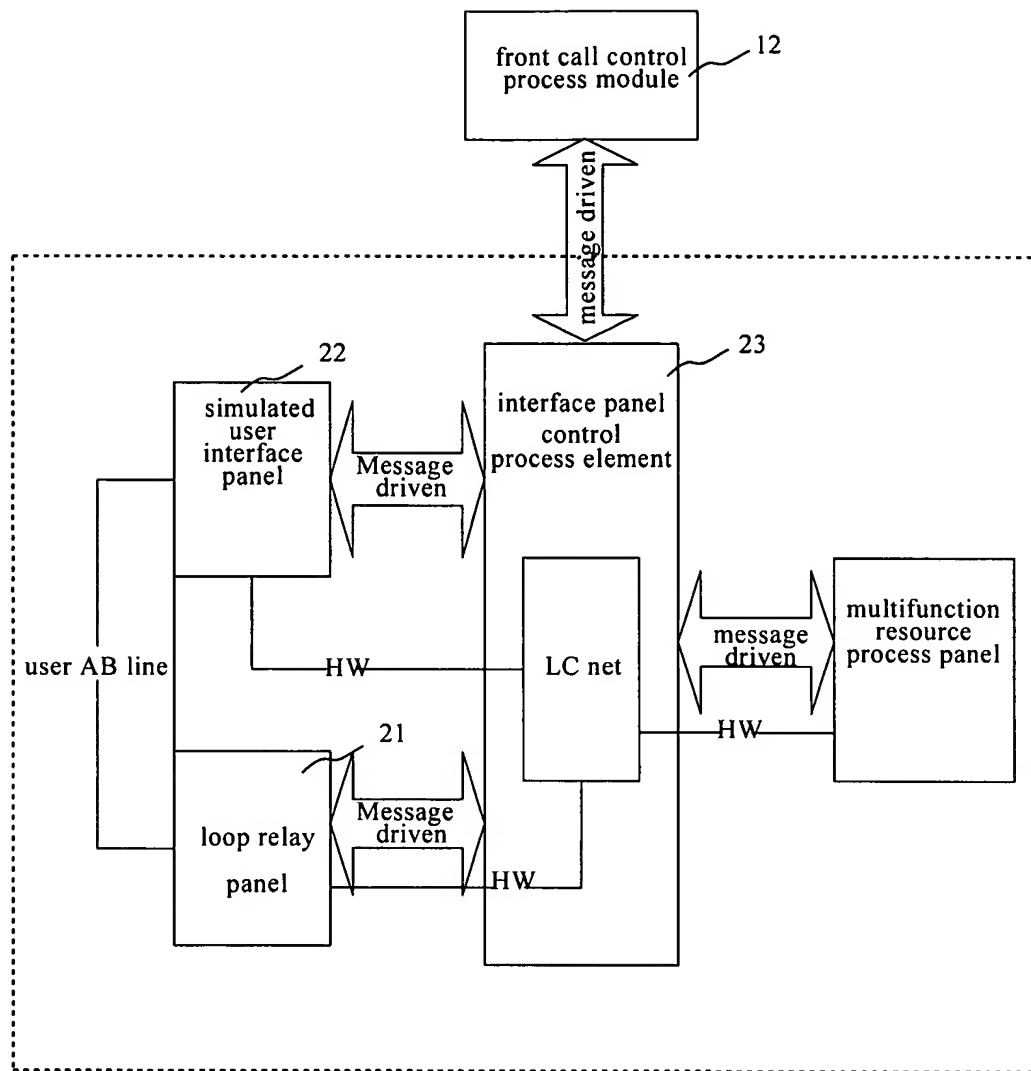 front call control
process module
12
message driven
22
simulated
user
interface
panel
Message
driven
23
interface panel
control
process element
user AB line
HW
LC net
message
driven
multifunction
resource
process panel
HW
21
loop relay
panel
Message
driven
HW